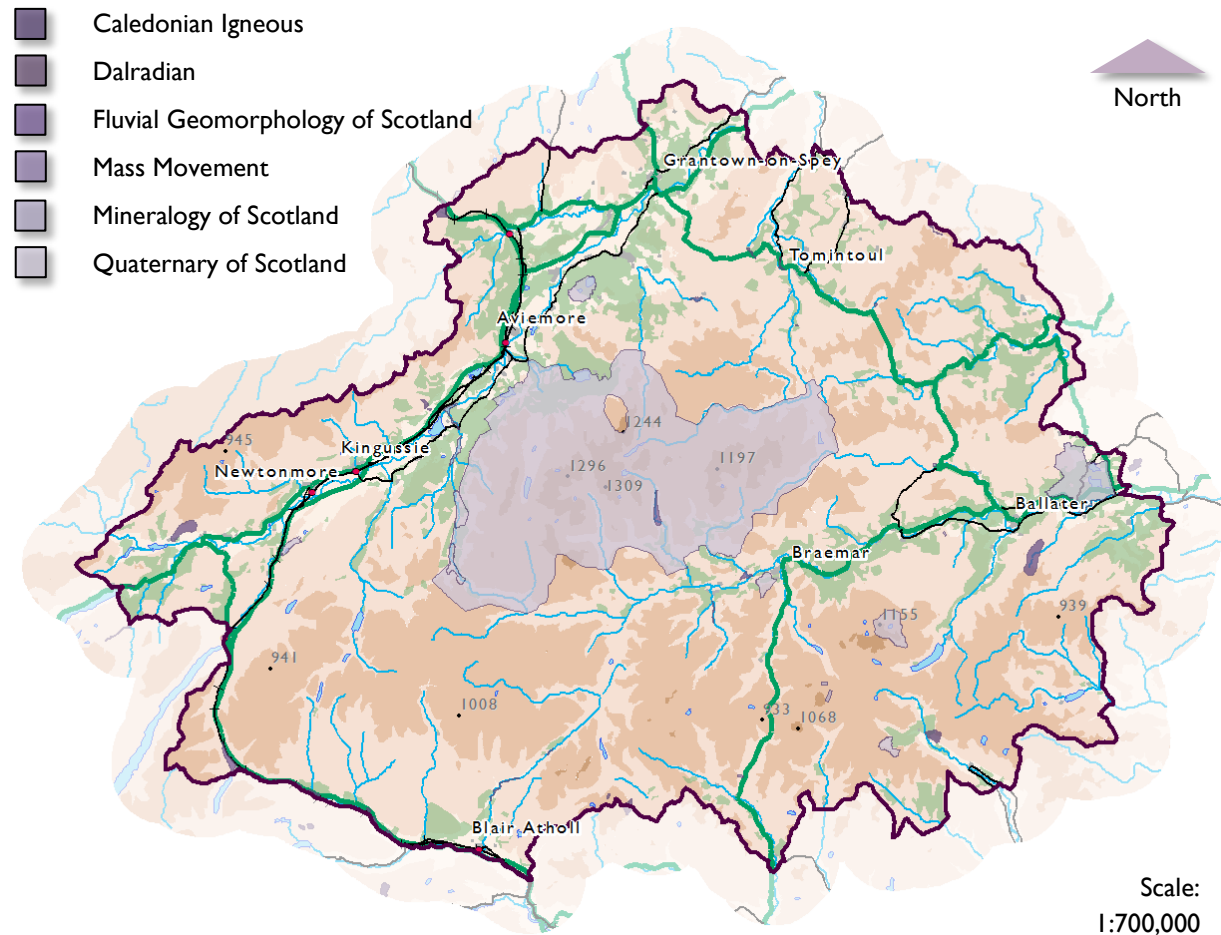 Caledonian Igneous
Dalradian
Fluvial Geomorphology of Scotland
Mass Movement
Mineralogy of Scotland
Quaternary of Scotland
North
Grantown-on-Spey
Tomintoul
Aviemore
1244
945
Kingussie
1197
Newtonmore
1296
1309
Ballater
Braemar
1155
939
941
1008
933
1068
Blair Atholl
Scale:
1:700,000